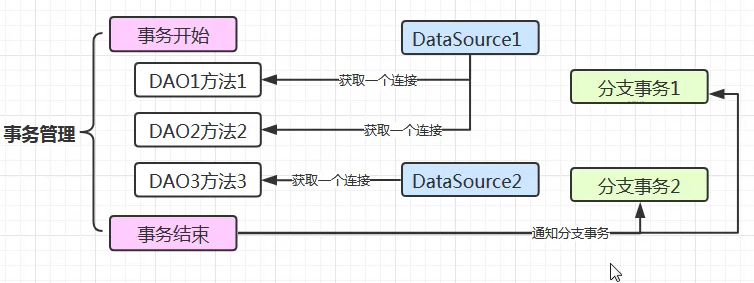 事务开始
DataSource1
DAO1方法1
获取一个连接
分支事务1
事务管理
DAO2方法2
获取一个连接
DAO3方法3
获取一个连接
DataSource2
分支事务2
事务结束
通知分支事务